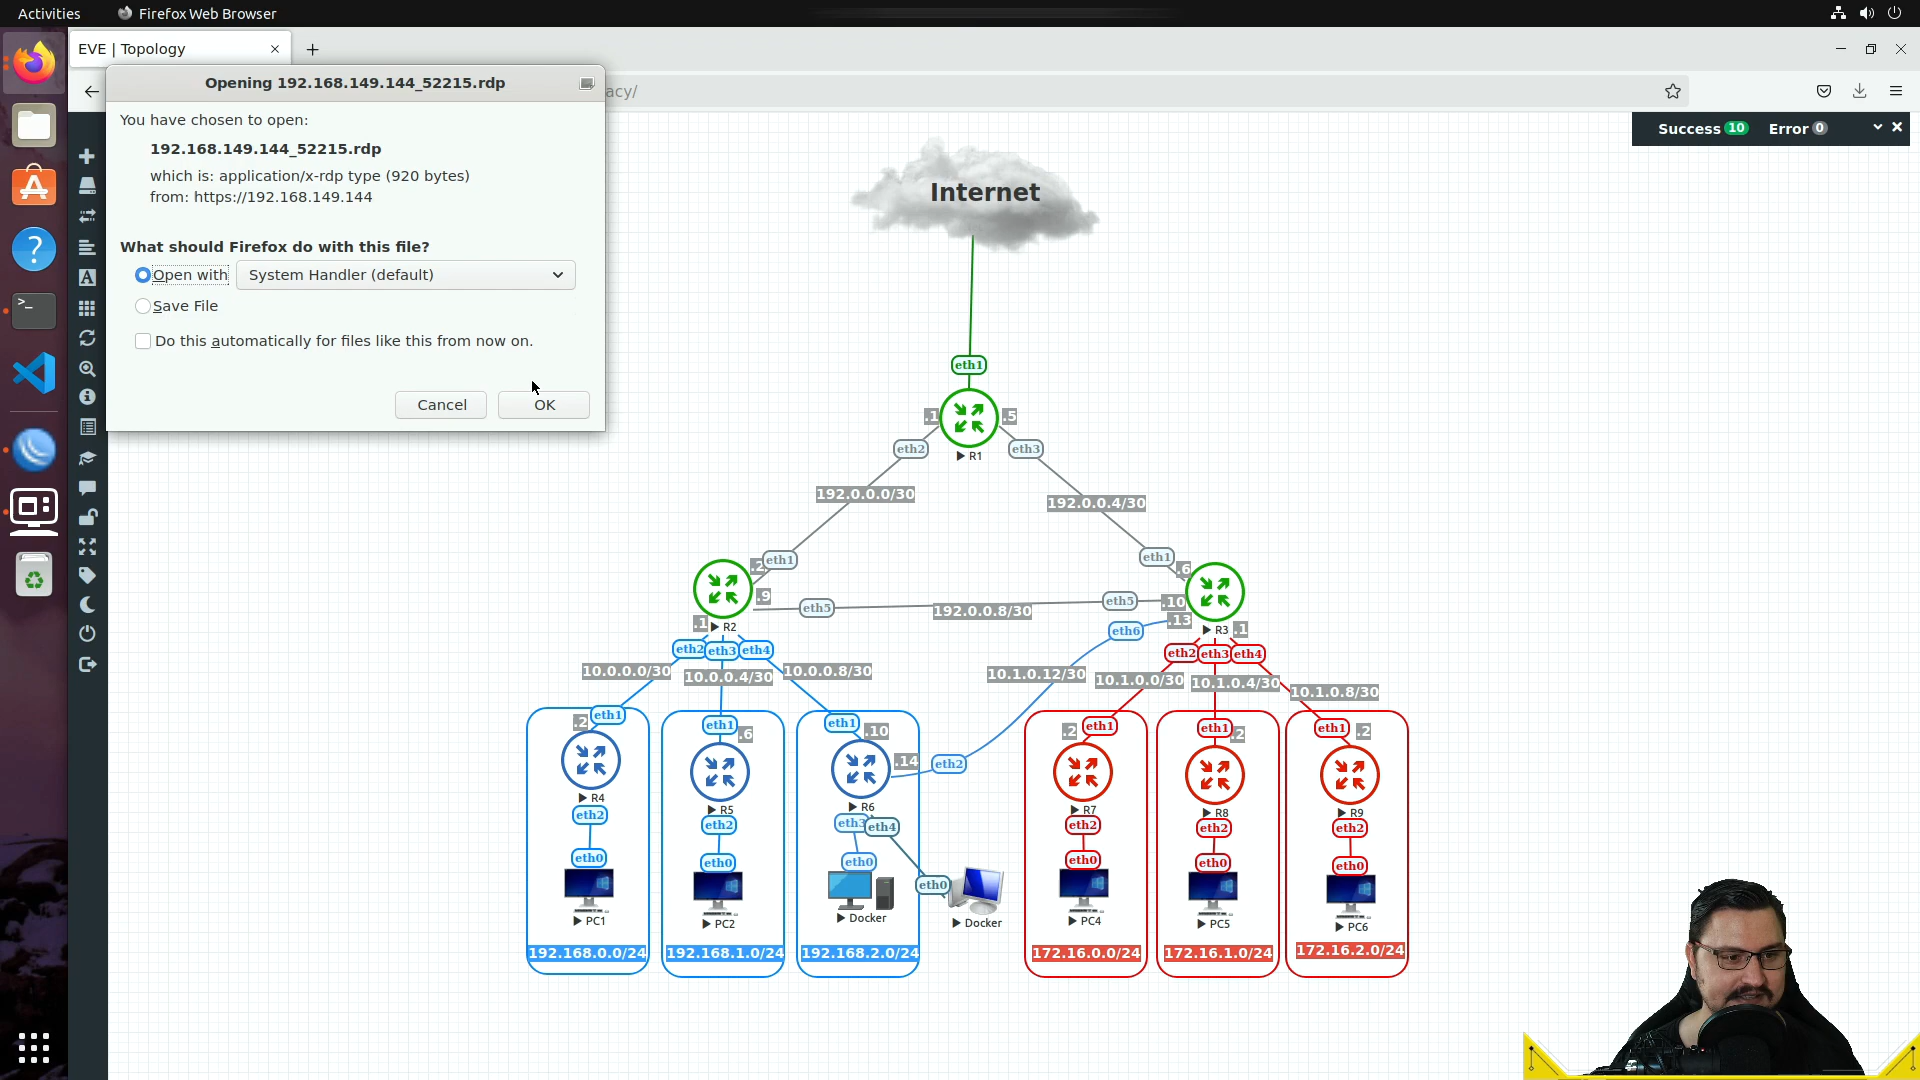 Activities
Firefox Web Browser
EVE | Topology
Opening 192.168.149.144_52215.rdp
acy/
You have chosen to open:
192.168.149.144_52215.rdp
which is: application/x-rdp type (920 bytes)
from: https://192.168.149.144
What should Firefox do with this file?
Open with
System Handler (default)
Save File
Do this automatically for files like this from now on.
Cancel
OK
Success 10 Error 0
Internet
eth1
.1
.5
eth2
eth3
R1
192.0.0.0/30
192.0.0.4/30
.2
eth1
eth1
.6
.9
eth5
192.0.0.8/30
eth5
.10
.1
R2
eth6
.13
R3
.1
eth2
eth3
eth4
eth2
eth3
eth4
10.0.0.0/30
10.0.0.4/30
10.0.0.8/30
10.1.0.12/30
10.1.0.0/30
10.1.0.4/30
10.1.0.8/30
.2
eth1
eth1
.6
eth1
.10
.2
eth1
eth1
.2
eth1
.2
.14
eth2
R4
R5
R6
R7
R8
R9
eth2
eth2
eth3
eth4
eth2
eth2
eth2
eth0
eth0
eth0
eth0
eth0
eth0
eth0
PC1
PC2
Docker
Docker
PC4
PC5
PC6
192.168.0.0/24
192.168.1.0/24
192.168.2.0/24
172.16.0.0/24
172.16.1.0/24
172.16.2.0/24